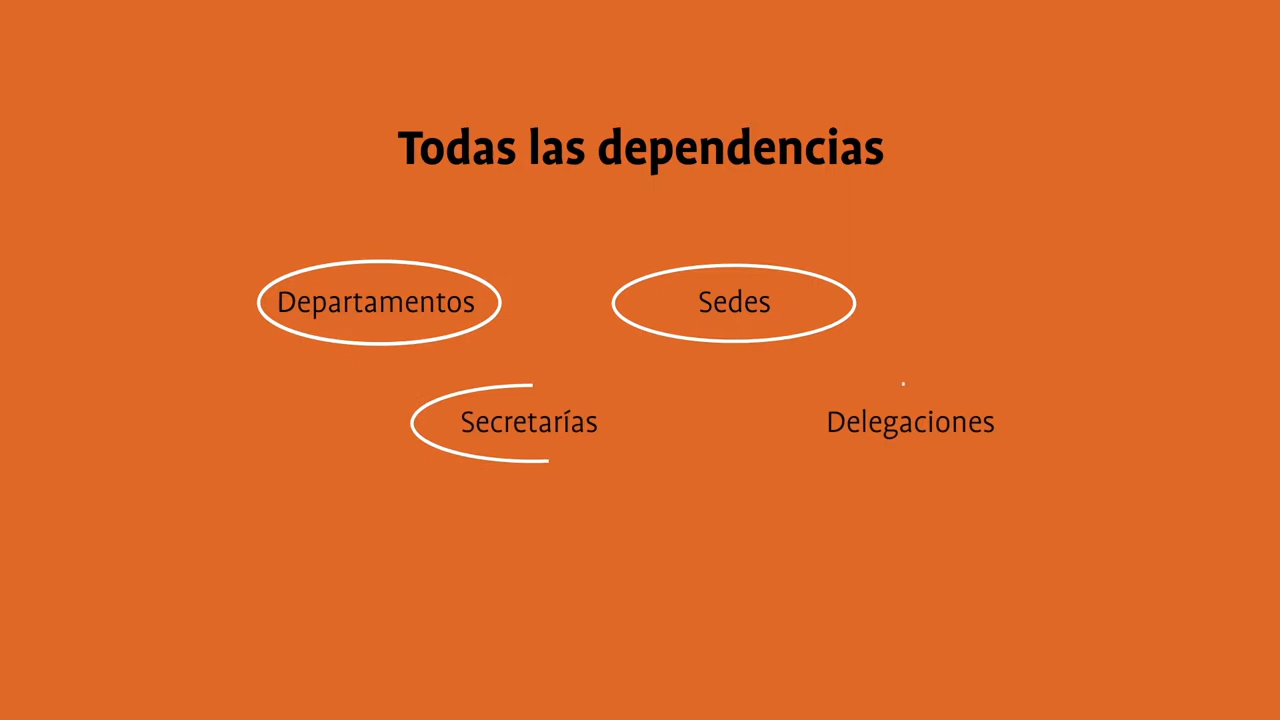 Todas las dependencias
Departamentos
Sedes
Secretarías
Delegaciones